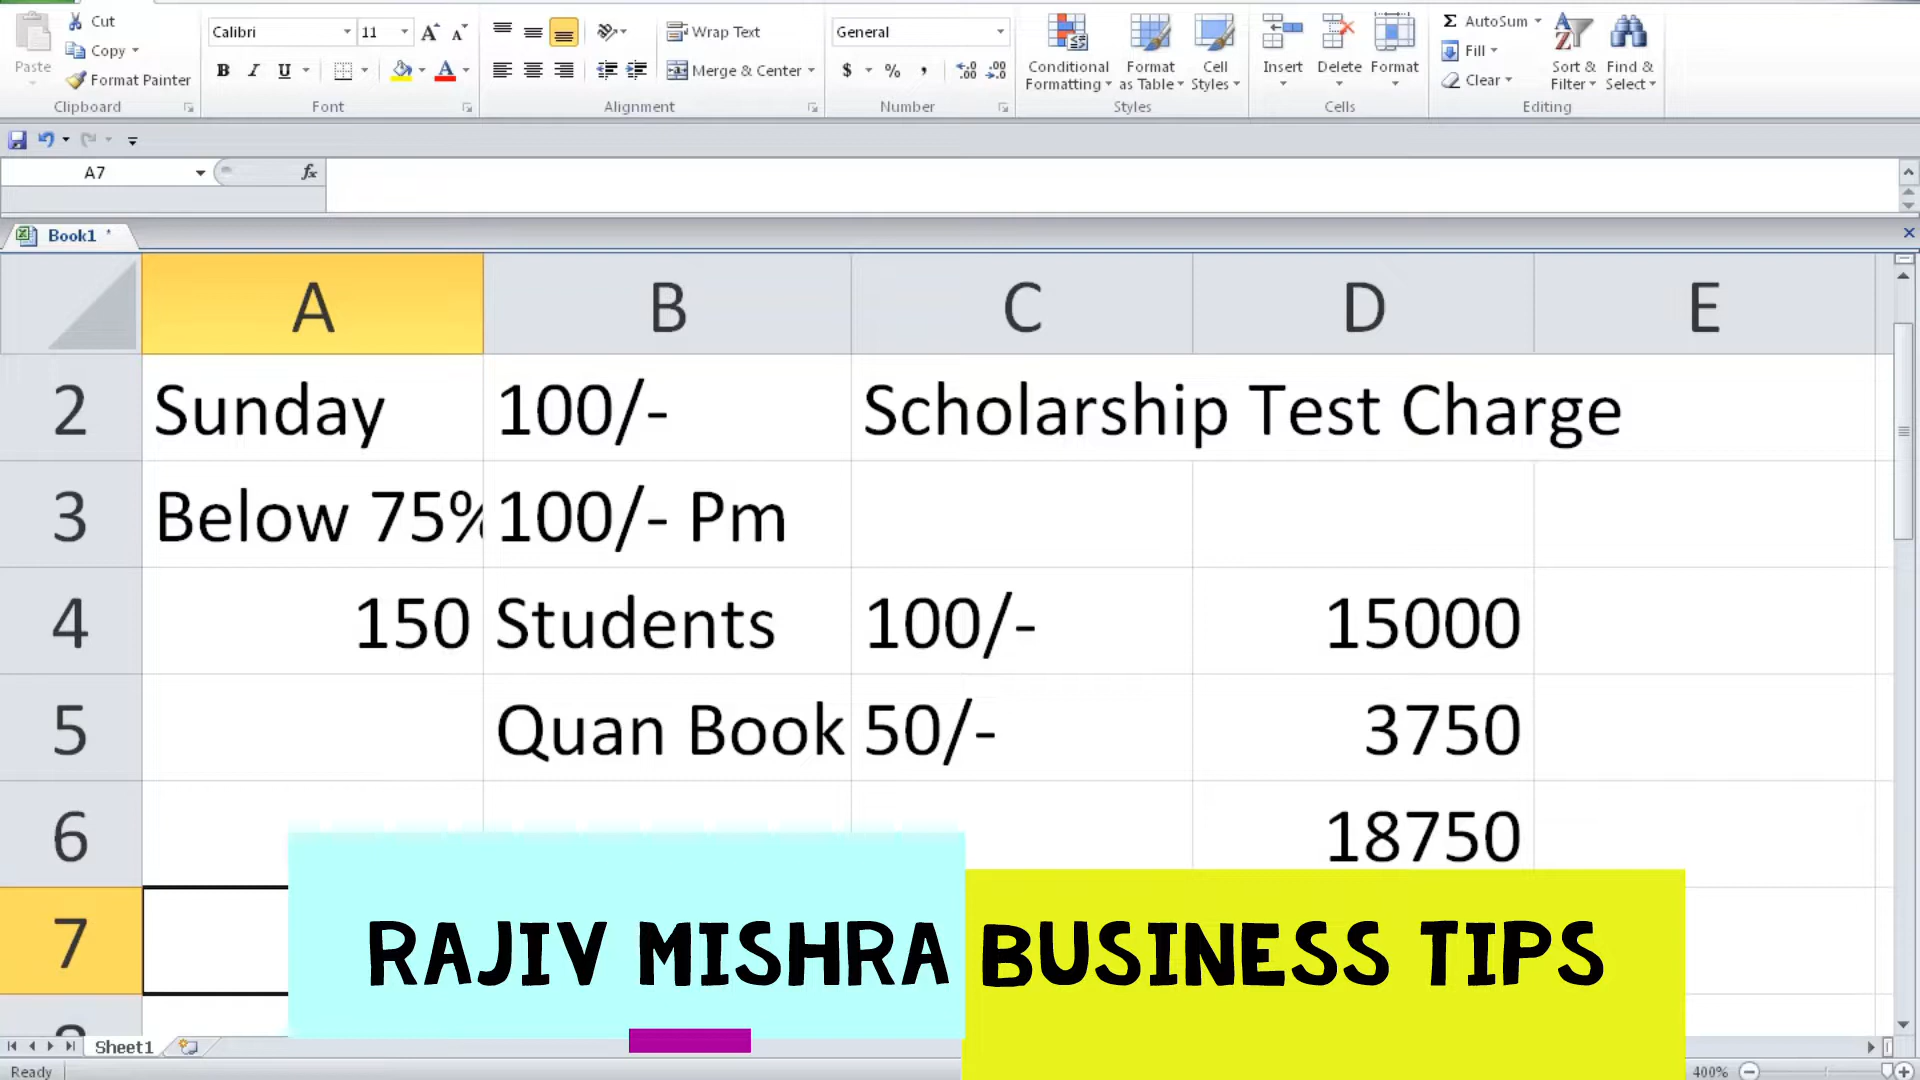 Cut
Calibri 11 Wrap Text General AutoSum
Copy Fill
Paste Conditional Format Cell Insert Delete Format Sort & Find &
Format Painter B I U Merge & Center $ % , Formatting as Table Styles Clear Filter Select
Clipboard Font Alignment Number Styles Cells Editing
A7 fx
Book1 *
A B C D E
2 Sunday 100/- Scholarship Test Charge
3 Below 75% 100/- Pm
4 150 Students 100/- 15000
5 Quan Book 50/- 3750
6 18750
7
RAJIV MISHRA BUSINESS TIPS
Sheet1
Ready 400%